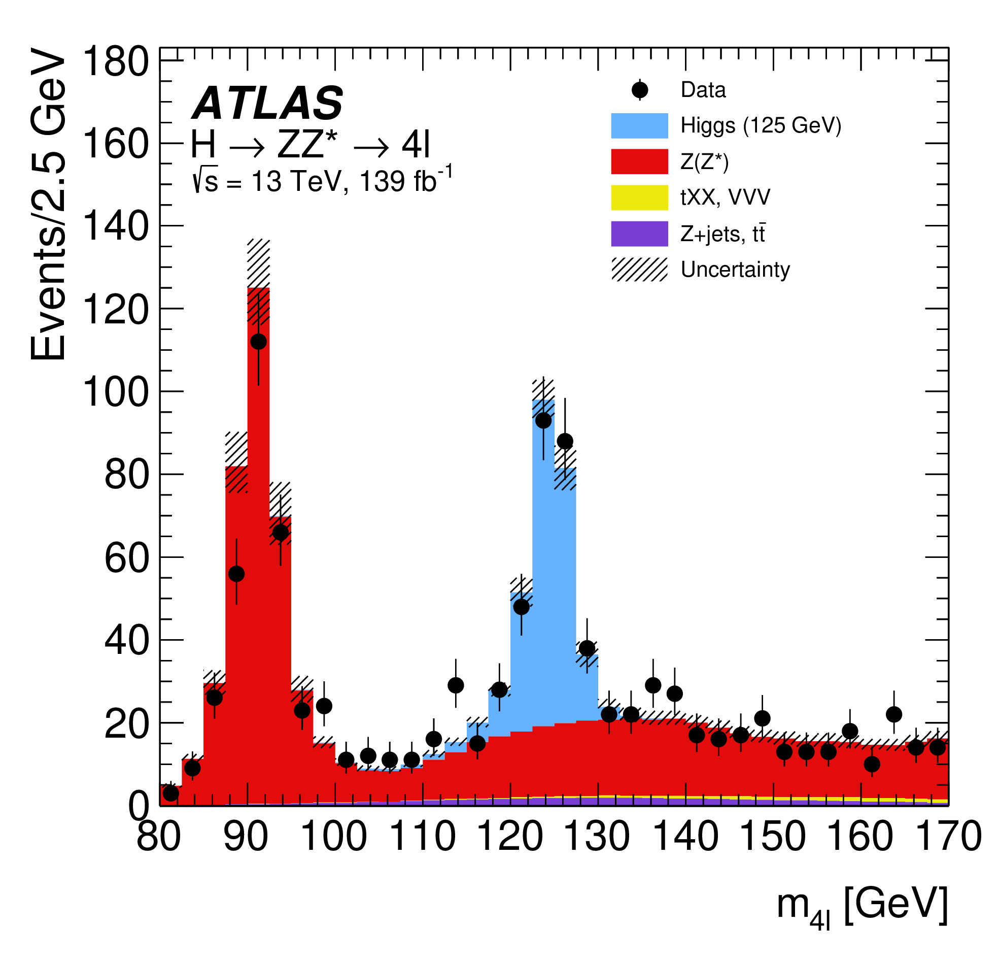 Events/2.5 GeV
180
160
140
120
100
80
60
40
20
0
ATLAS
H → ZZ* → 4l
√s = 13 TeV, 139 fb⁻¹
Data
Higgs (125 GeV)
Z(Z*)
tXX, VVV
Z+jets, tt̄
Uncertainty
80 90 100 110 120 130 140 150 160 170
m₄ₗ [GeV]